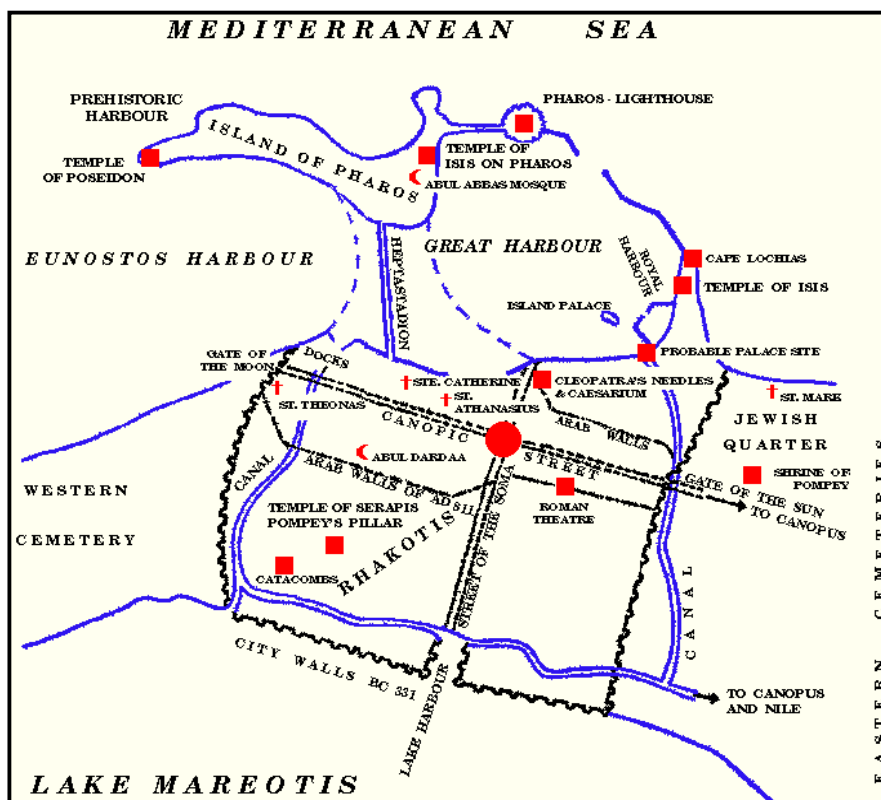 MEDITERRANEAN SEA
PREHISTORIC
HARBOUR
PHAROS - LIGHTHOUSE
ISLAND OF PHAROS
TEMPLE
OF POSEIDON
TEMPLE OF
ISIS ON PHAROS
ABUL ABBAS MOSQUE
EUNOSTOS HARBOUR
HEPTASTADION
GREAT HARBOUR
ROYAL
HARBOUR
CAPE LOCHIAS
TEMPLE OF ISIS
ISLAND PALACE
PROBABLE PALACE SITE
GATE OF
THE MOON
DOCKS
STE. CATHERINE
ST.
ATHANASIUS
CLEOPATRA'S NEEDLES
& CAESARIUM
ST. THEONAS
ST. MARK
CANOPIC
STREET
ARAB WALLS
JEWISH
QUARTER
CANAL
ABUL DARDAA
ARAB WALLS OF AD 811
SHRINE OF
POMPEY
GATE OF THE SUN
TO CANOPUS
WESTERN
CEMETERY
TEMPLE OF SERAPIS
POMPEY'S PILLAR
RHAKOTIS
STREET OF THE SOMA
ROMAN
THEATRE
CATACOMBS
CANAL
EASTERN CEMETERIES
CITY WALLS BC 331
LAKE HARBOUR
TO CANOPUS
AND NILE
LAKE MAREOTIS